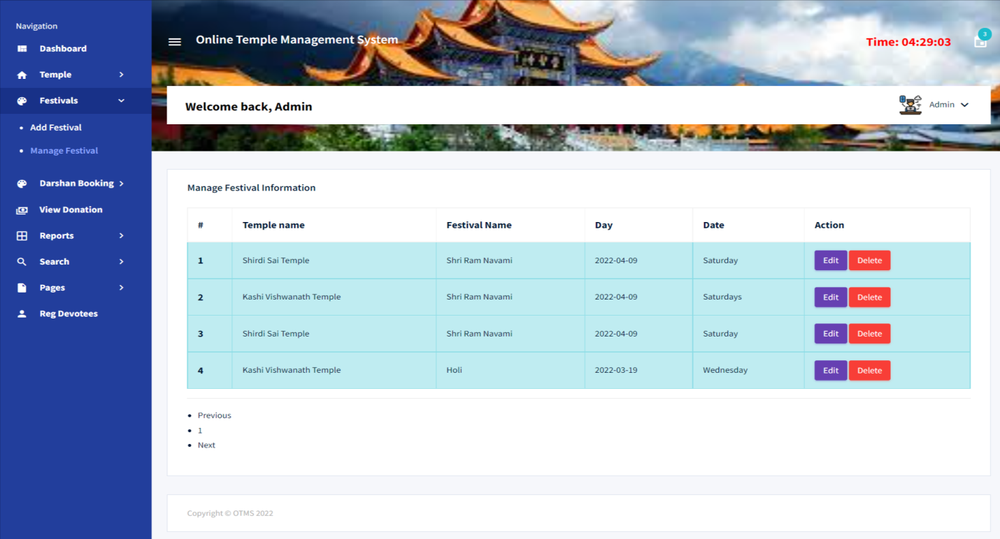 Navigation
Dashboard
Temple
Festivals
Add Festival
Manage Festival
Darshan Booking
View Donation
Reports
Search
Pages
Reg Devotees
Online Temple Management System
Time: 04:29:03
3
Welcome back, Admin
Admin
Manage Festival Information
# Temple name Festival Name Day Date Action
1 Shirdi Sai Temple Shri Ram Navami 2022-04-09 Saturday Edit Delete
2 Kashi Vishwanath Temple Shri Ram Navami 2022-04-09 Saturdays Edit Delete
3 Shirdi Sai Temple Shri Ram Navami 2022-04-09 Saturday Edit Delete
4 Kashi Vishwanath Temple Holi 2022-03-19 Wednesday Edit Delete
Previous
1
Next
Copyright © OTMS 2022